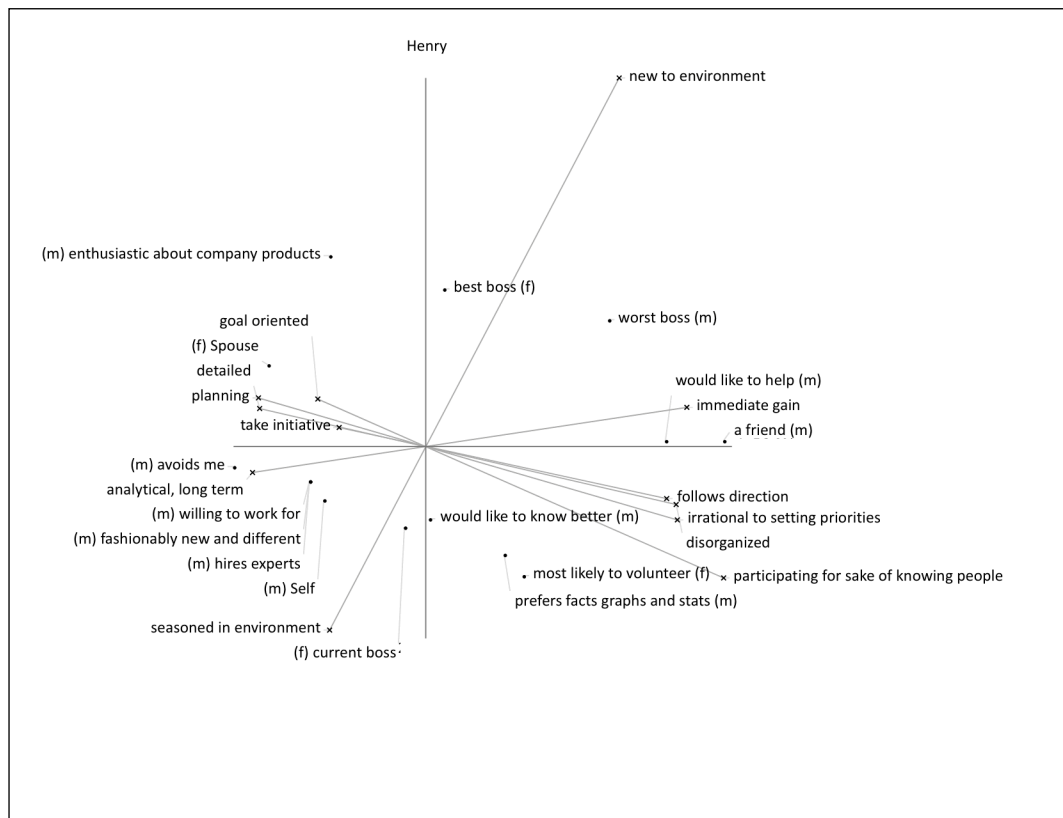 Henry
new to environment
(m) enthusiastic about company products
best boss (f)
worst boss (m)
goal oriented
(f) Spouse
detailed
planning
take initiative
would like to help (m)
immediate gain
a friend (m)
(m) avoids me
analytical, long term
(m) willing to work for
(m) fashionably new and different
(m) hires experts
(m) Self
follows direction
irrational to setting priorities
disorganized
would like to know better (m)
most likely to volunteer (f)
participating for sake of knowing people
prefers facts graphs and stats (m)
seasoned in environment
(f) current boss